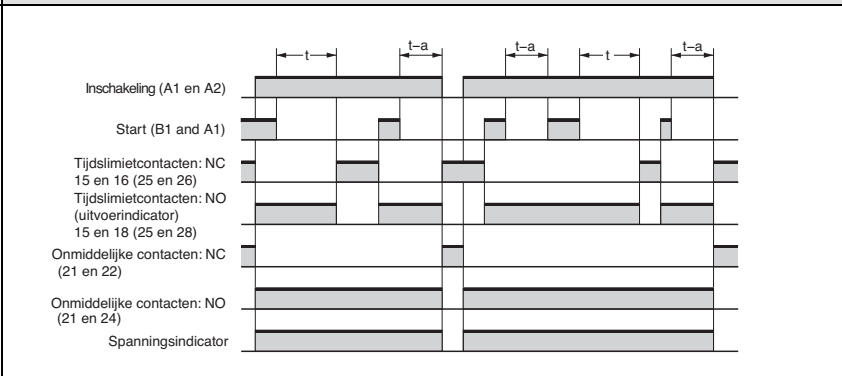 t
t–a
t–a
t
t–a
Inschakeling (A1 en A2)
Start (B1 and A1)
Tijdslimietcontacten: NC
15 en 16 (25 en 26)
Tijdslimietcontacten: NO
(uitvoerindicator)
15 en 18 (25 en 28)
Onmiddelijke contacten: NC
(21 en 22)
Onmiddelijke contacten: NO
(21 en 24)
Spanningsindicator